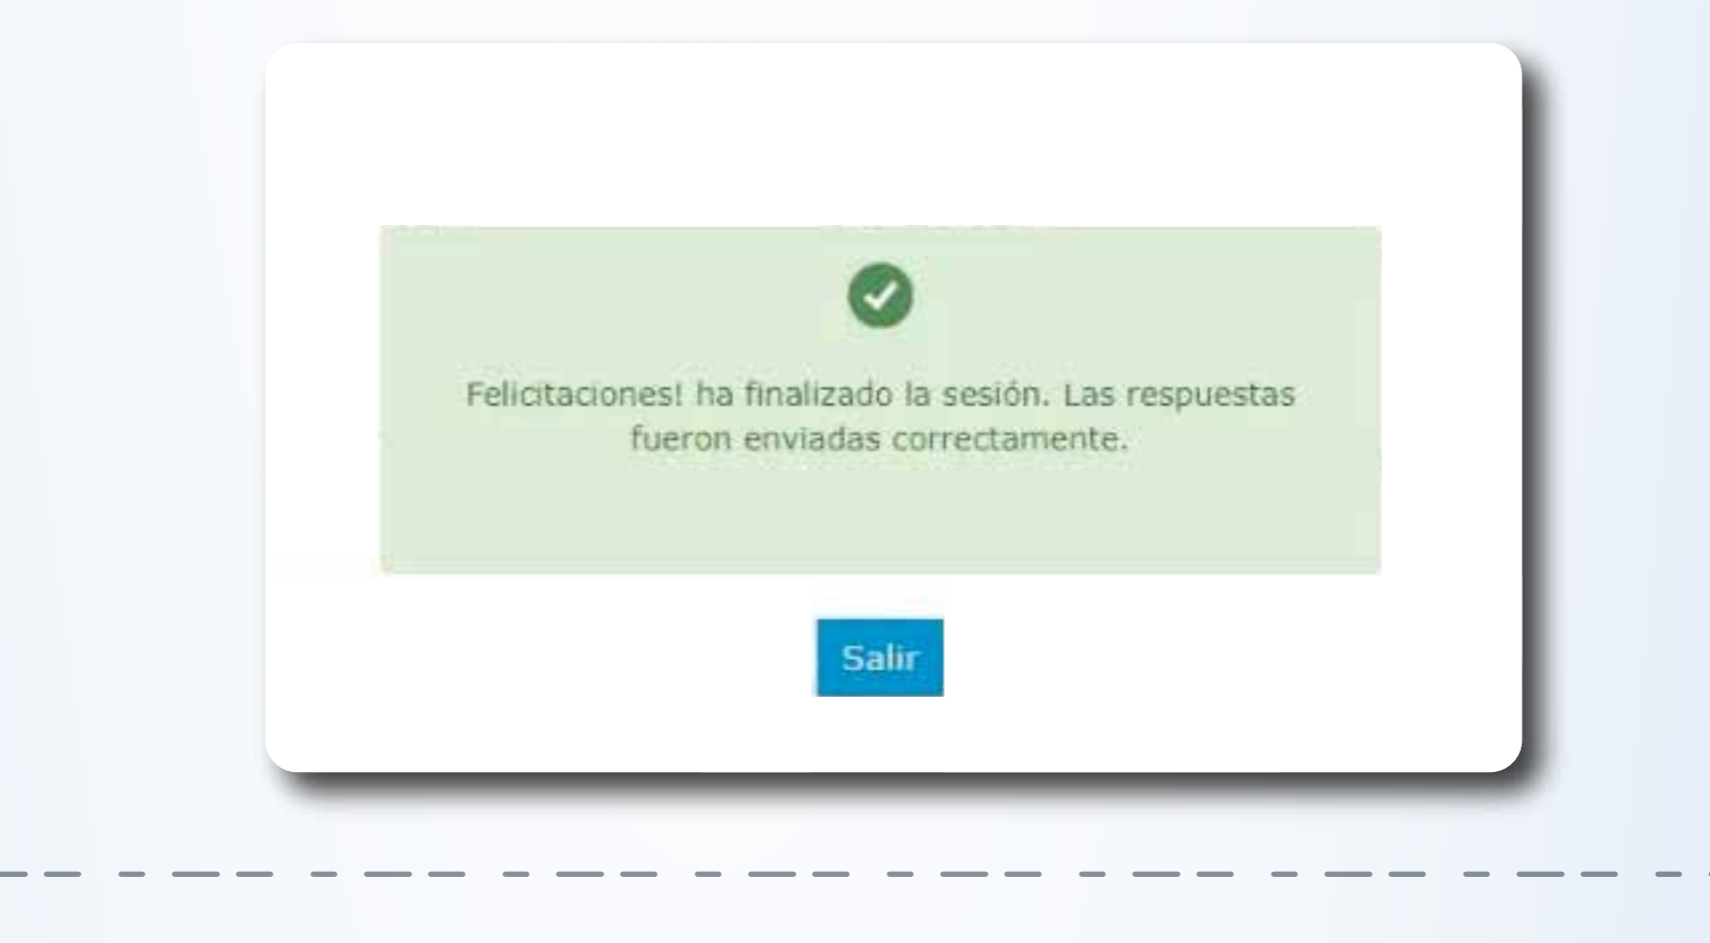 Felicitaciones! ha finalizado la sesión. Las respuestas
fueron enviadas correctamente.
Salir